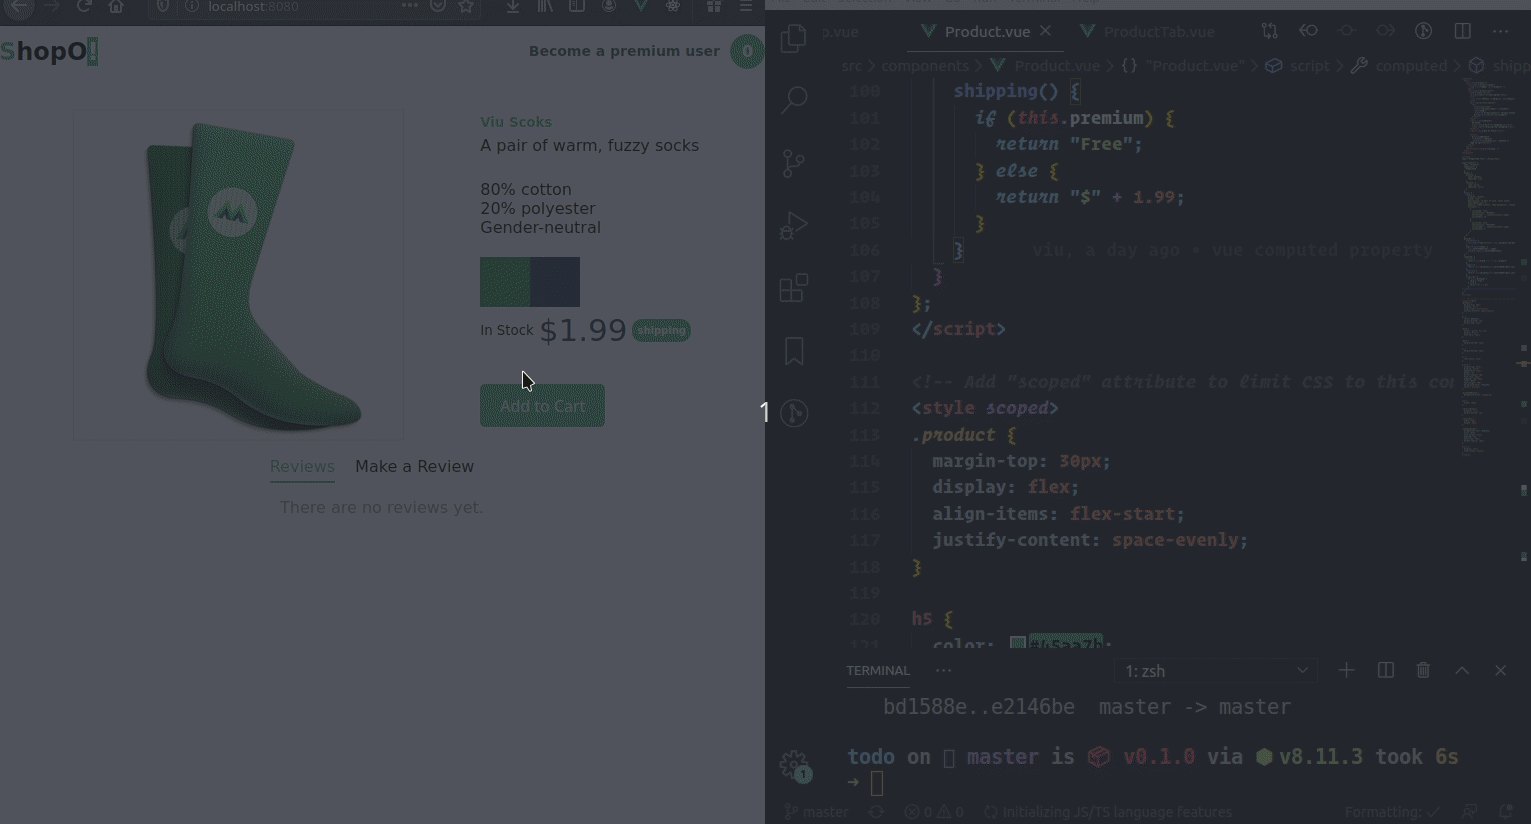 localhost:8080
ShopO!
Become a premium user
0
Viu Scoks
A pair of warm, fuzzy socks
80% cotton
20% polyester
Gender-neutral
In Stock $1.99 shipping
Add to Cart
Reviews Make a Review
There are no reviews yet.
1
p.vue
Product.vue
ProductTab.vue
src > components > Product.vue > {} "Product.vue" > script > computed > shipp
100 shipping() {
101 if (this.premium) {
102 return "Free";
103 } else {
104 return "$" + 1.99;
105 }
106 } viu, a day ago • vue computed property
107 }
108 };
109 </script>
110
111 <!-- Add "scoped" attribute to limit CSS to this co
112 <style scoped>
113 .product {
114 margin-top: 30px;
115 display: flex;
116 align-items: flex-start;
117 justify-content: space-evenly;
118 }
119
120 h5 {
121 color:
TERMINAL ··· 1: zsh
bd1588e..e2146be master -> master
todo on master is v0.1.0 via v8.11.3 took 6s
➜
1
master 0 0 Initializing JS/TS language features Formatting: ✓